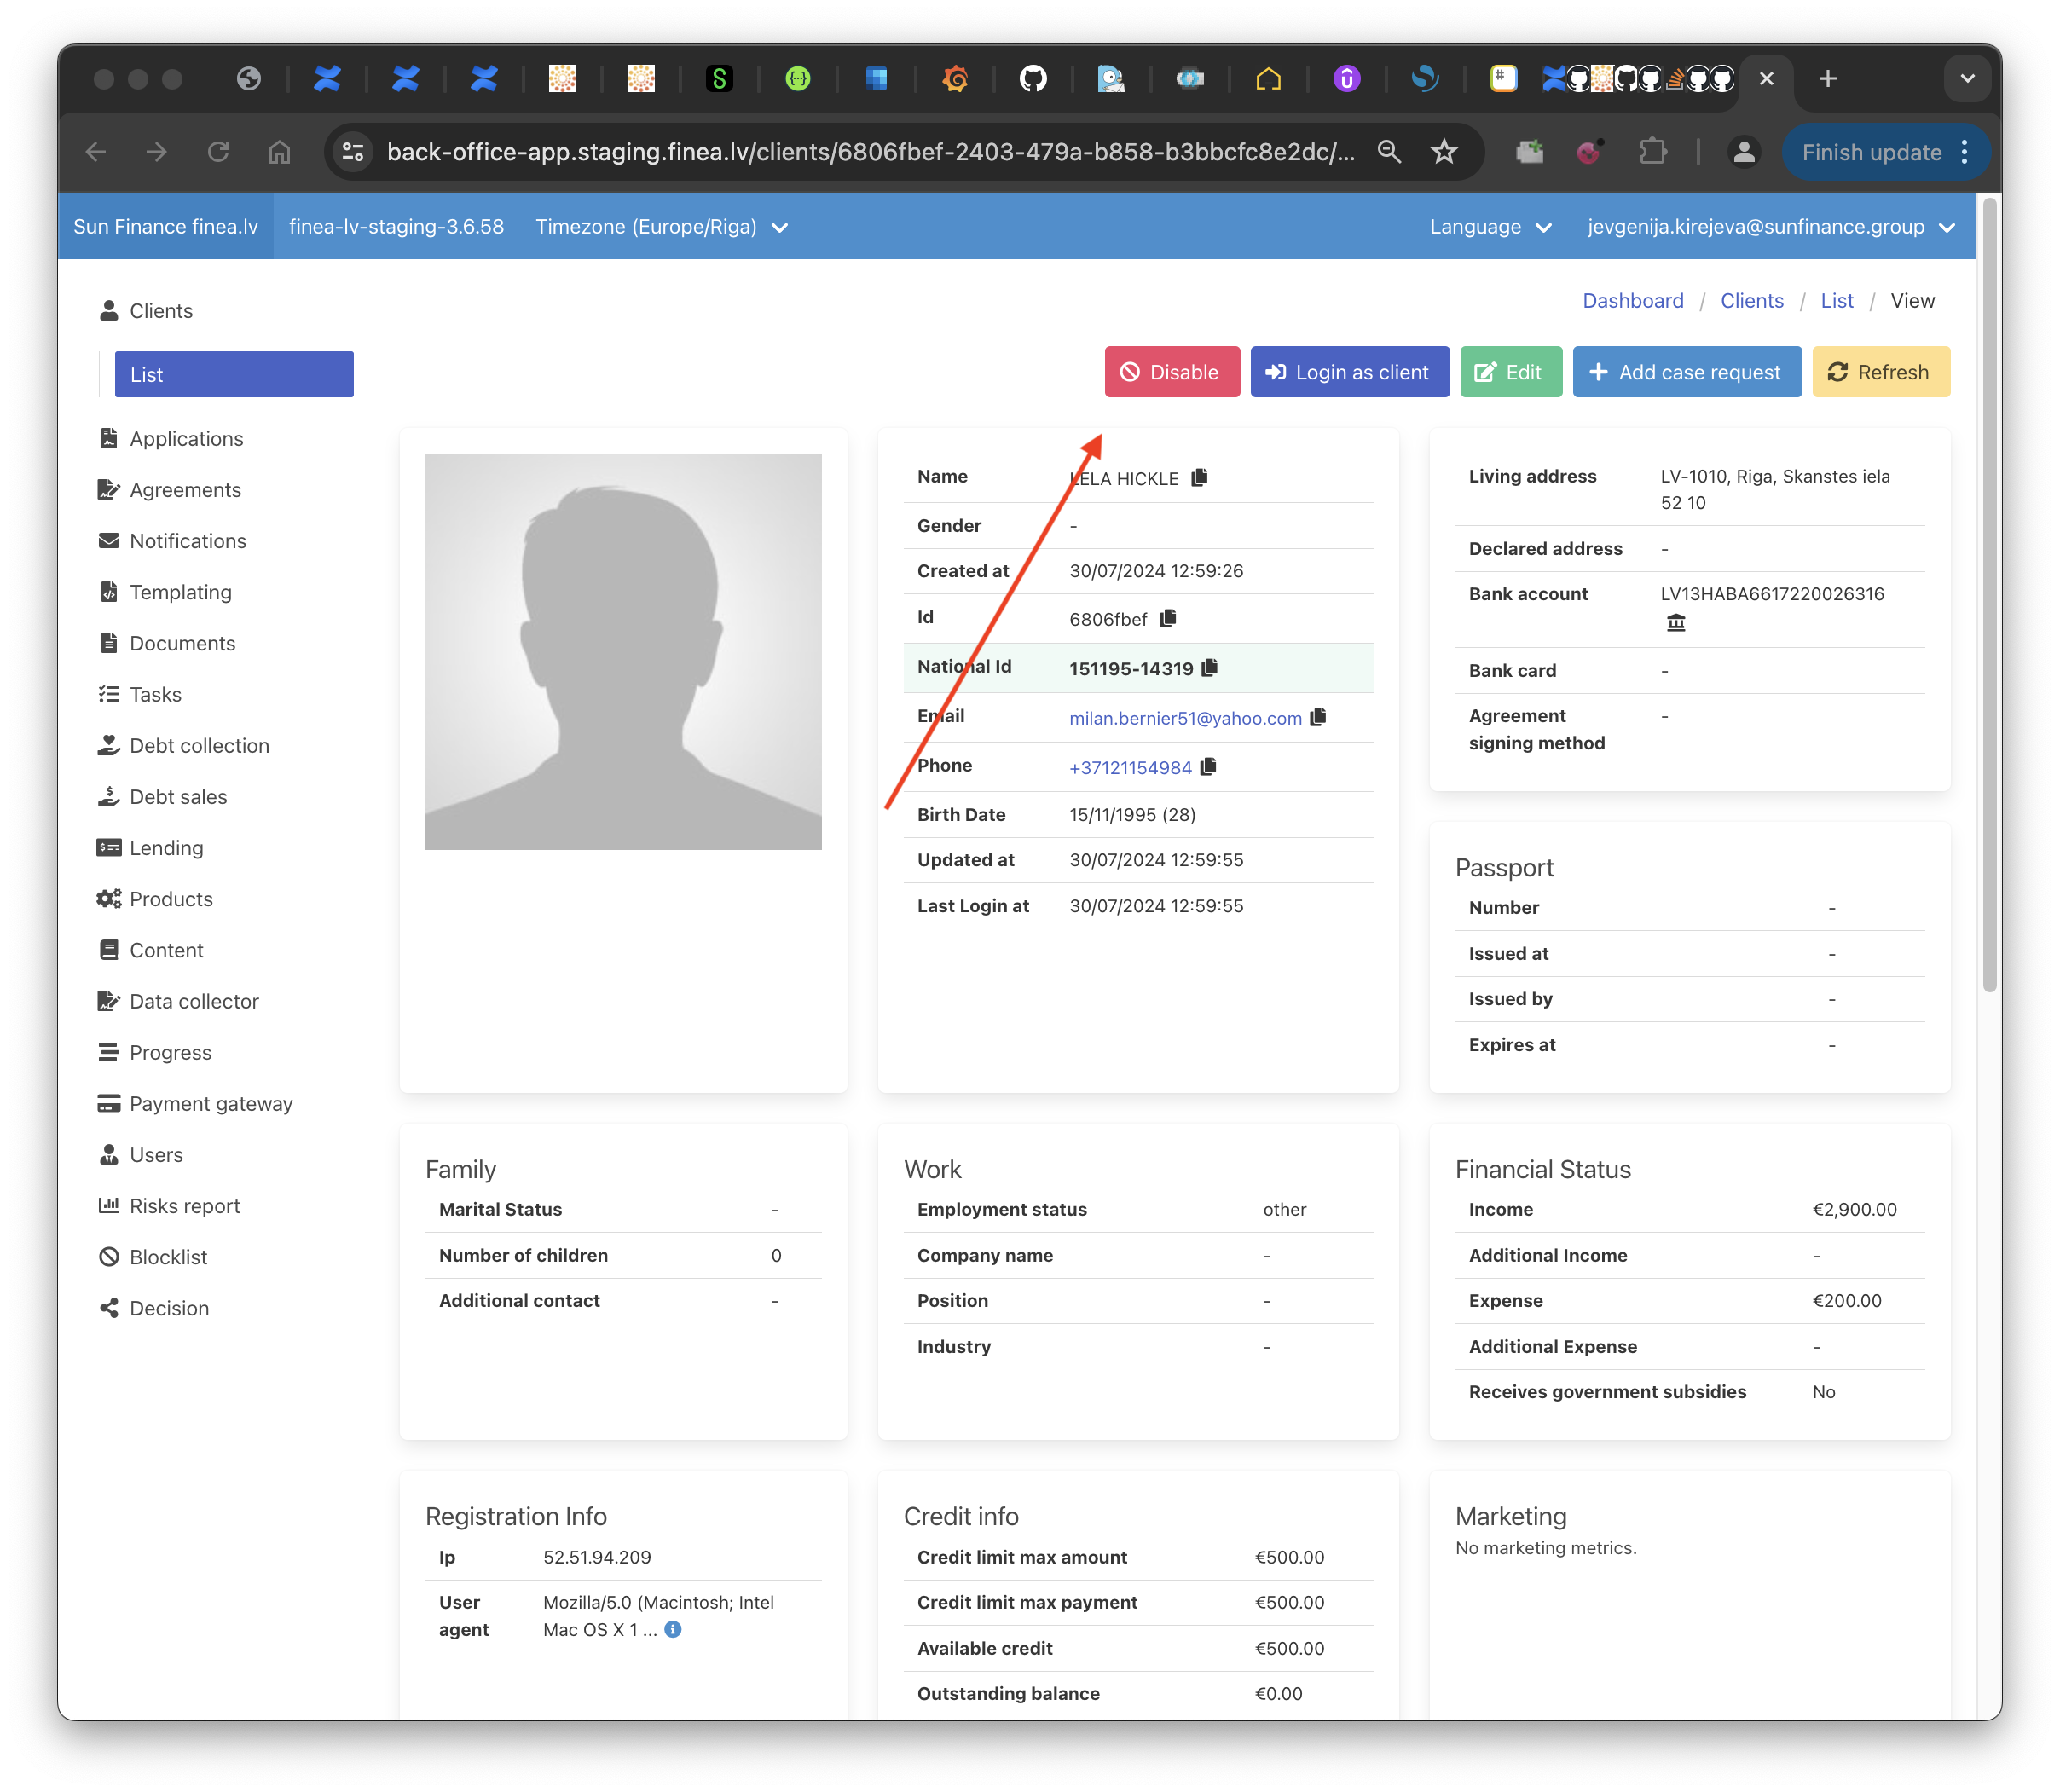 back-office-app.staging.finea.lv/clients/6806fbef-2403-479a-b858-b3bbcfc8e2dc/...
Finish update
Sun Finance finea.lv
finea-lv-staging-3.6.58
Timezone (Europe/Riga)
Language
jevgenija.kirejeva@sunfinance.group
Dashboard / Clients / List / View
Clients
List
Applications
Agreements
Notifications
Templating
Documents
Tasks
Debt collection
Debt sales
Lending
Products
Content
Data collector
Progress
Payment gateway
Users
Risks report
Blocklist
Decision
Disable
Login as client
Edit
Add case request
Refresh
Name LELA HICKLE
Gender -
Created at 30/07/2024 12:59:26
Id 6806fbef
National Id 151195-14319
Email milan.bernier51@yahoo.com
Phone +37121154984
Birth Date 15/11/1995 (28)
Updated at 30/07/2024 12:59:55
Last Login at 30/07/2024 12:59:55
Living address LV-1010, Riga, Skanstes iela
52 10
Declared address -
Bank account LV13HABA6617220026316
Bank card -
Agreement -
signing method
Passport
Number -
Issued at -
Issued by -
Expires at -
Family
Marital Status -
Number of children 0
Additional contact -
Work
Employment status other
Company name -
Position -
Industry -
Financial Status
Income €2,900.00
Additional Income -
Expense €200.00
Additional Expense -
Receives government subsidies No
Registration Info
Ip 52.51.94.209
User Mozilla/5.0 (Macintosh; Intel
agent Mac OS X 1 ...
Credit info
Credit limit max amount €500.00
Credit limit max payment €500.00
Available credit €500.00
Outstanding balance €0.00
Marketing
No marketing metrics.